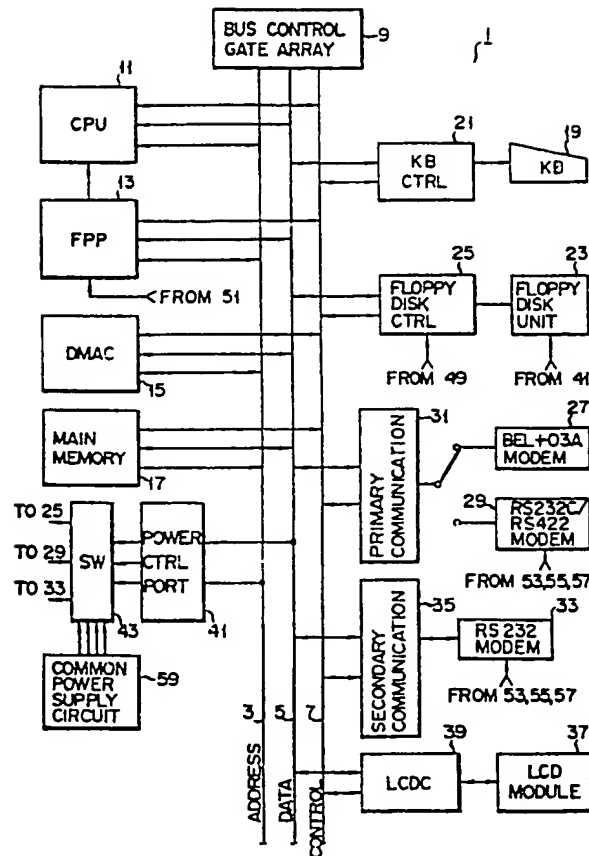 BUS CONTROL
GATE ARRAY
9
1
11
CPU
21
19
KB
CTRL
KB
13
FPP
FROM 51
25
23
FLOPPY
DISK
CTRL
FLOPPY
DISK
UNIT
FROM 49
FROM 41
DMAC
15
MAIN
MEMORY
17
31
PRIMARY
COMMUNICATION
27
BEL+03A
MODEM
29
RS232C/
RS422
MODEM
FROM 53,55,57
TO 25
TO 29
TO 33
SW
POWER
CTRL
PORT
43
41
COMMON
POWER
SUPPLY
CIRCUIT
59
35
SECONDARY
COMMUNICATION
33
RS 232
MODEM
FROM 53,55,57
3
5
7
ADDRESS
DATA
CONTROL
39
LCDC
37
LCD
MODULE